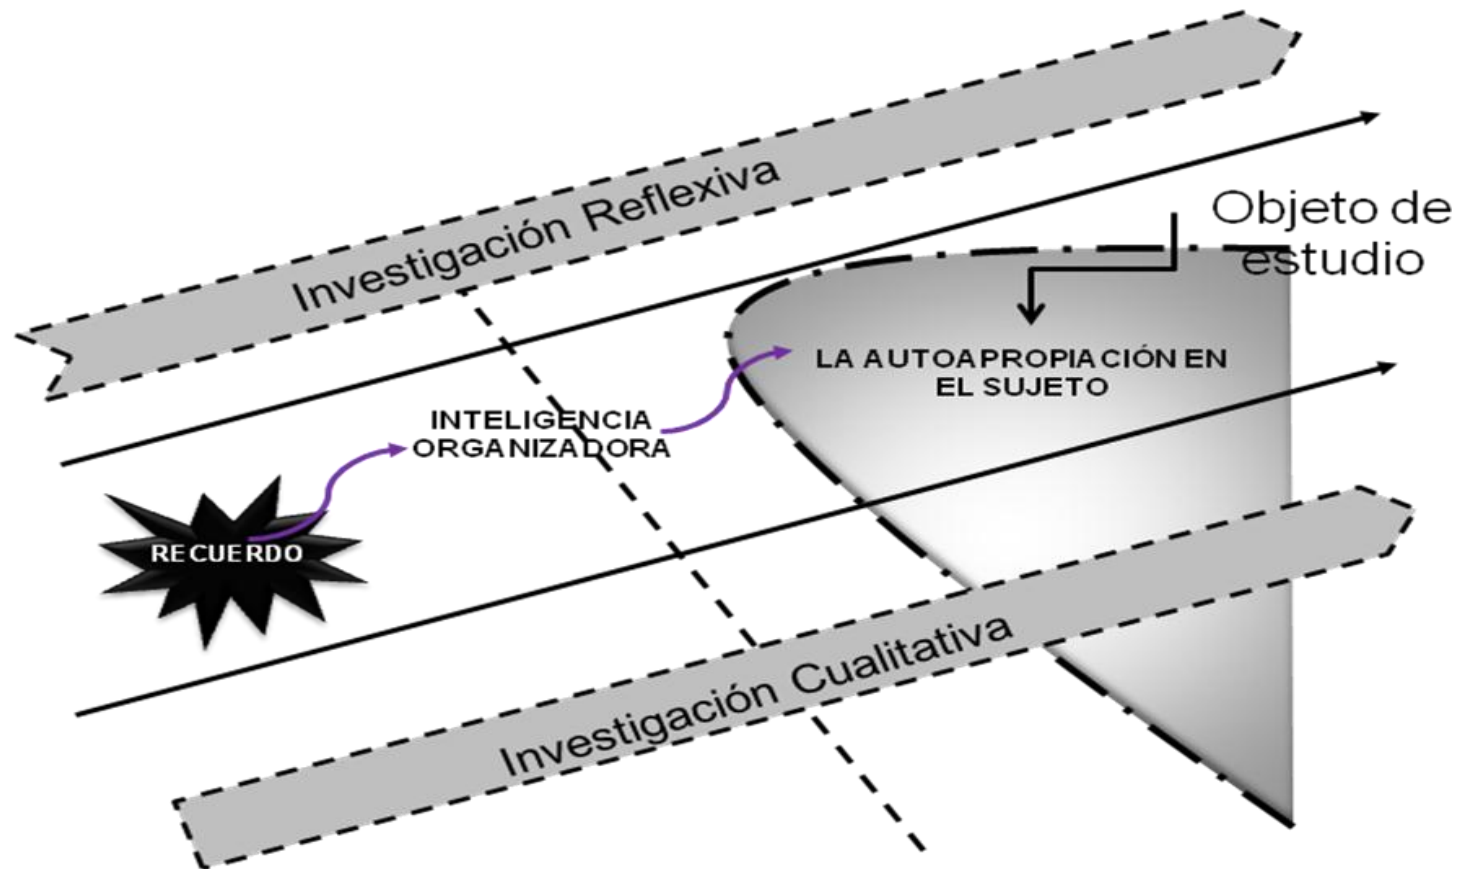 Investigación Reflexiva
Objeto de
estudio
LA AUTOAPROPIACIÓN EN
EL SUJETO
INTELIGENCIA
ORGANIZADORA
RECUERDO
Investigación Cualitativa